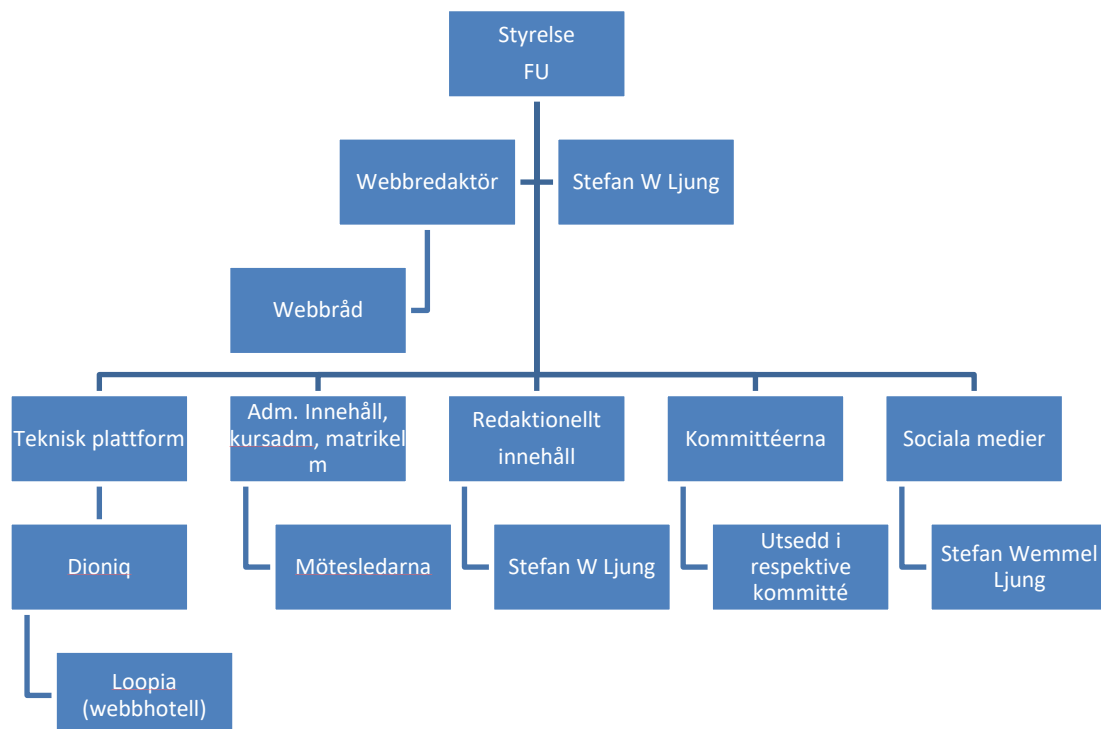 Styrelse
FU
Webbredaktör
Stefan W Ljung
Webbråd
Teknisk plattform
Adm. Innehåll,
kursadm, matrikel
m
Redaktionellt
innehåll
Kommittéerna
Sociala medier
Dioniq
Mötesledarna
Stefan W Ljung
Utsedd i
respektive
kommitté
Stefan Wemmel
Ljung
Loopia
(webbhotell)